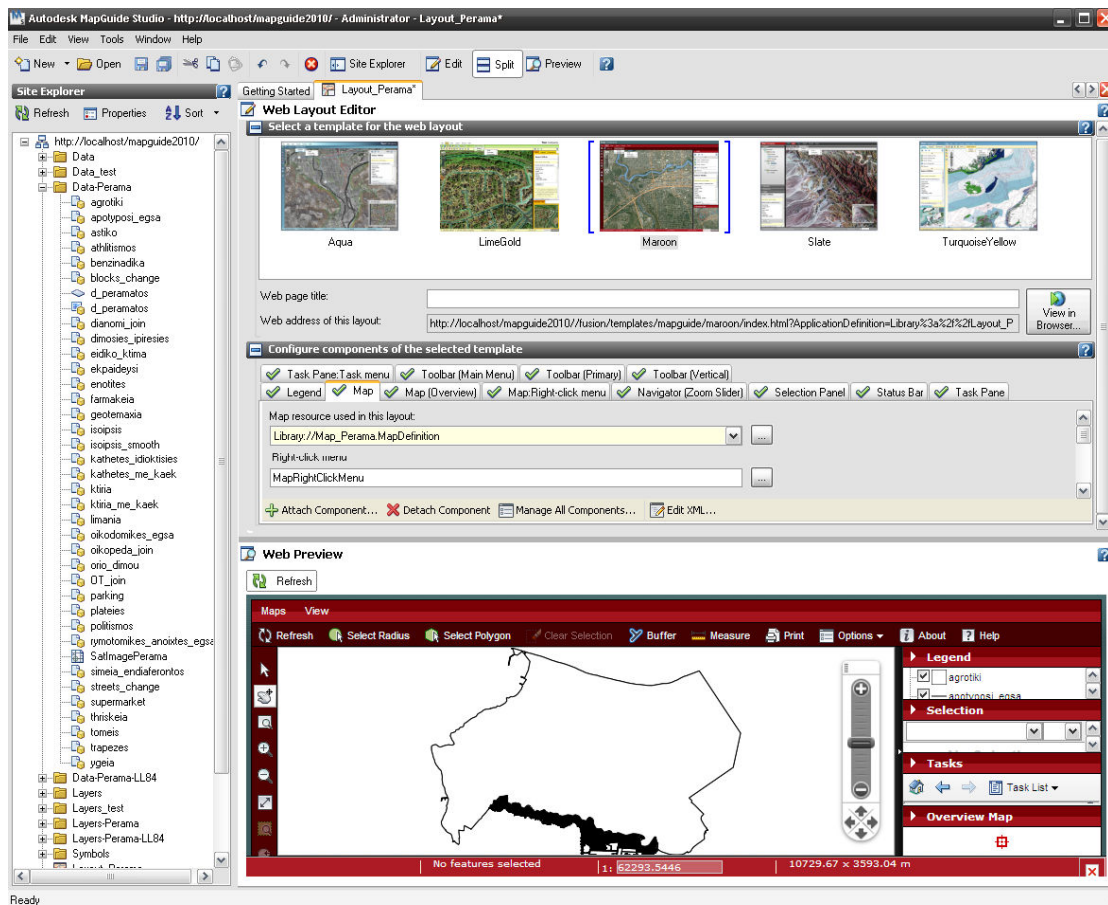 Autodesk MapGuide Studio - http://mapguide2010/ - Administrator - Layout_Perama*
File Edit View Tools Window Help
New Open Site Explorer Edit Split Preview
Site Explorer
Refresh Properties Sort
http://localhost/mapguide2010/
Data
Data_test
Data-Perama
agrotiki
apotyposi_egsa
astiko
athlitismos
benzinadika
blocks_change
d_peramatos
d_peramatos
dianomi_join
dimosies_ipiresies
eidiko_ktima
ekpaideysi
enotites
farmakeia
geotemaxia
isoipsis
isoipsis_smooth
kathetes_idioktisies
kathetes_me_kaek
ktiria
ktiria_me_kaek
limania
oikodomikes_egsa
oikopeda_join
orio_dimou
OT_join
parking
plateies
politismos
rymotomikes_anoixtes_egsa
SatImagePerama
simeia_endiaferontos
streets_change
supermarket
thriskeia
tomeis
trapezes
ygeia
Data-Perama-LL84
Layers
Layers_test
Layers-Perama
Layers-Perama-LL84
Symbols
Layout_Perama
Getting Started Layout_Perama*
Web Layout Editor
Select a template for the web layout
Aqua LimeGold Maroon Slate TurquoiseYellow
Web page title:
Web address of this layout: http://localhost/mapguide2010//fusion/templates/mapguide/maroon/index.html?ApplicationDefinition=Library%3a%2f%2fLayout_P
View in
Browser...
Configure components of the selected template
Task Pane:Task menu Toolbar (Main Menu) Toolbar (Primary) Toolbar (Vertical)
Legend Map Map (Overview) Map:Right-click menu Navigator (Zoom Slider) Selection Panel Status Bar Task Pane
Map resource used in this layout:
Library://Map_Perama.MapDefinition ...
Right-click menu
MapRightClickMenu ...
Attach Component... Detach Component Manage All Components... Edit XML...
Web Preview
Refresh
Maps View
Refresh Select Radius Select Polygon Clear Selection Buffer Measure Print Options About Help
Legend
agrotiki
apotyposi_egsa
Selection
Tasks
Task List
Overview Map
No features selected 1: 62293.5446 10729.67 x 3593.04 m
Ready